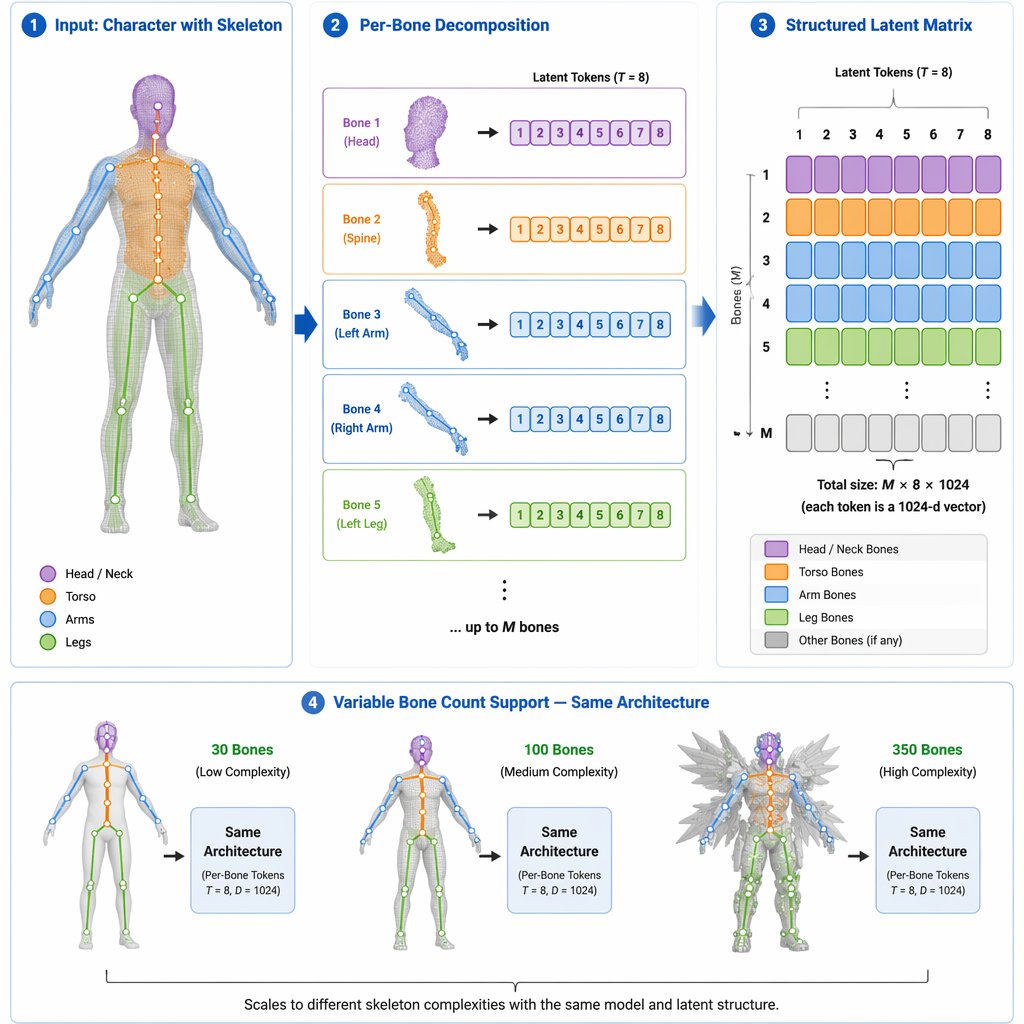 1 Input: Character with Skeleton
Head / Neck
Torso
Arms
Legs
2 Per-Bone Decomposition
Latent Tokens (T = 8)
Bone 1
(Head)
1 2 3 4 5 6 7 8
Bone 2
(Spine)
1 2 3 4 5 6 7 8
Bone 3
(Left Arm)
1 2 3 4 5 6 7 8
Bone 4
(Right Arm)
1 2 3 4 5 6 7 8
Bone 5
(Left Leg)
1 2 3 4 5 6 7 8
... up to M bones
3 Structured Latent Matrix
Latent Tokens (T = 8)
1 2 3 4 5 6 7 8
Bones (M)
1
2
3
4
5
M
Total size: M × 8 × 1024
(each token is a 1024-d vector)
Head / Neck Bones
Torso Bones
Arm Bones
Leg Bones
Other Bones (if any)
4 Variable Bone Count Support — Same Architecture
30 Bones
(Low Complexity)
Same
Architecture
(Per-Bone Tokens
T = 8, D = 1024)
100 Bones
(Medium Complexity)
Same
Architecture
(Per-Bone Tokens
T = 8, D = 1024)
350 Bones
(High Complexity)
Same
Architecture
(Per-Bone Tokens
T = 8, D = 1024)
Scales to different skeleton complexities with the same model and latent structure.